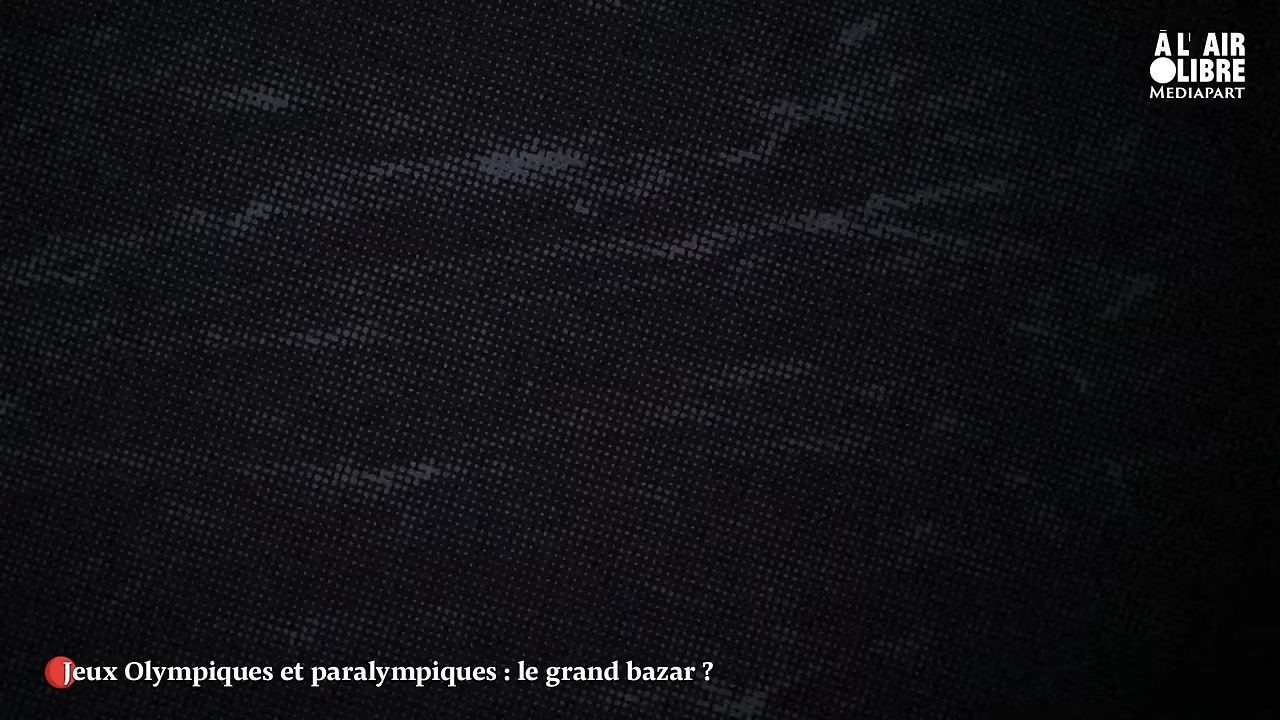 À L' AIR
LIBRE
MEDIAPART
Jeux Olympiques et paralympiques : le grand bazar ?